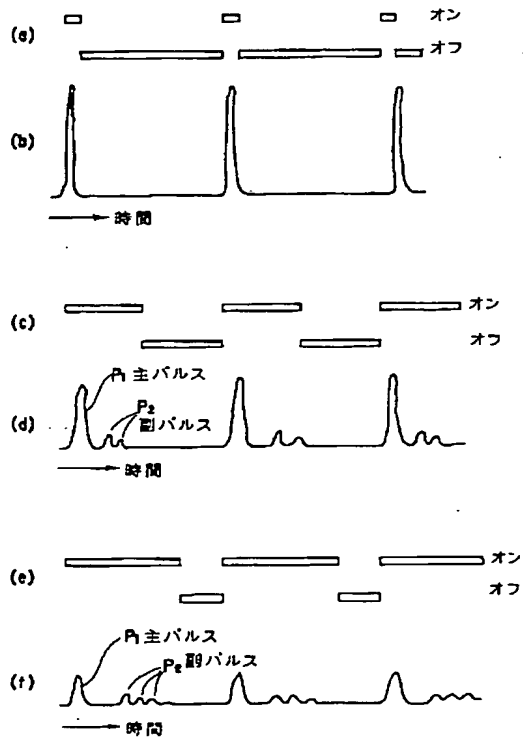 (a)
オン
オフ
(b)
時間
(c)
オン
オフ
(d)
P1 主パルス
P2
副パルス
時間
(e)
オン
オフ
(f)
P1 主パルス
P2 副パルス
時間